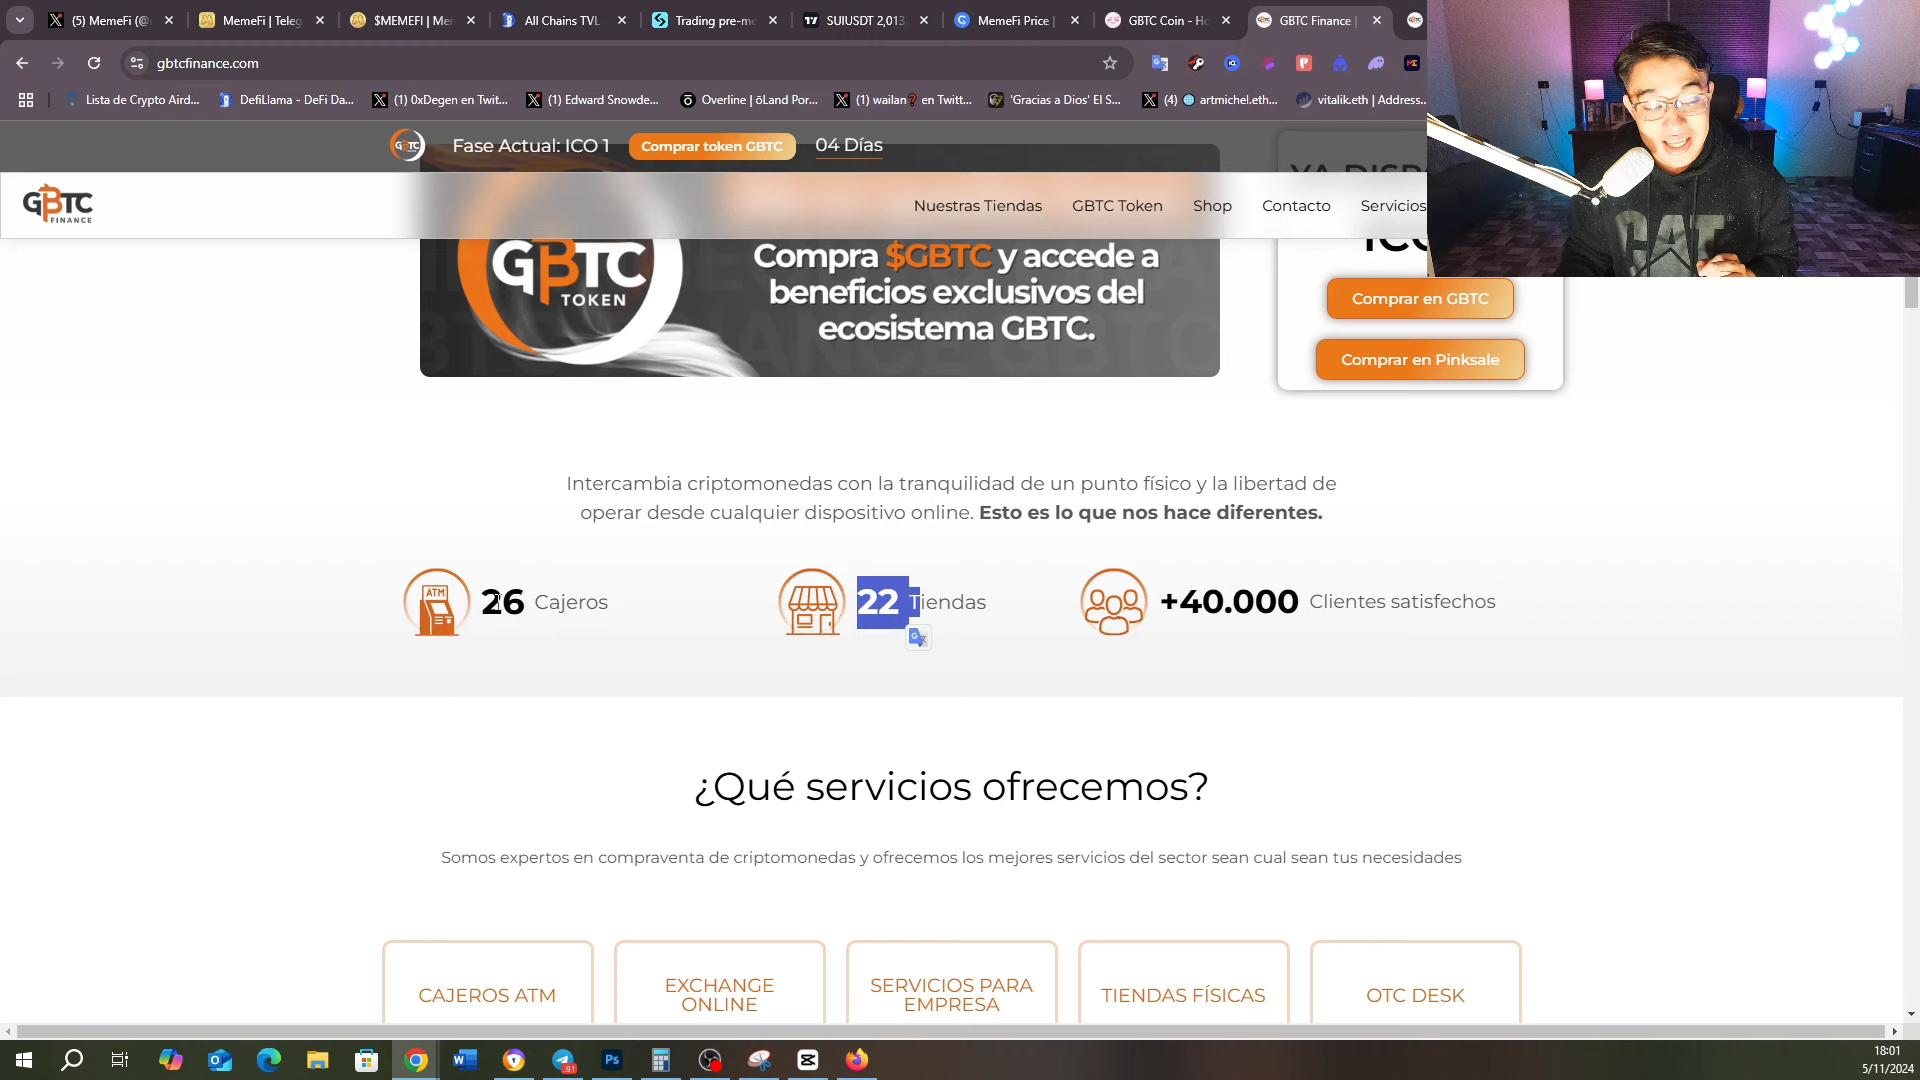 (5) MemeFi (@
MemeFi | Teleg
$MEMEFI | Me
All Chains TVL
Trading pre-m
SUIUSDT 2,013
MemeFi Price |
GBTC Coin - H
GBTC Finance |
gbtcfinance.com
Lista de Crypto Aird...
DefiLlama - DeFi Da...
(1) 0xDegen en Twit...
(1) Edward Snowde...
Overline | ōLand Por...
(1) wailan❓ en Twitt...
'Gracias a Dios' El S...
(4) 🌐 artmichel.eth...
vitalik.eth | Address...
GBTC
Fase Actual: ICO 1
Comprar token GBTC
04 Días
GBTC
FINANCE
Nuestras Tiendas
GBTC Token
Shop
Contacto
Servicios
GBTC
TOKEN
Compra $GBTC y accede a
beneficios exclusivos del
ecosistema GBTC.
Comprar en GBTC
Comprar en Pinksale
CAT
Intercambia criptomonedas con la tranquilidad de un punto físico y la libertad de
operar desde cualquier dispositivo online. Esto es lo que nos hace diferentes.
ATM
26 Cajeros
22 Tiendas
+40.000 Clientes satisfechos
¿Qué servicios ofrecemos?
Somos expertos en compraventa de criptomonedas y ofrecemos los mejores servicios del sector sean cual sean tus necesidades
CAJEROS ATM
EXCHANGE
ONLINE
SERVICIOS PARA
EMPRESA
TIENDAS FÍSICAS
OTC DESK
18:01
5/11/2024